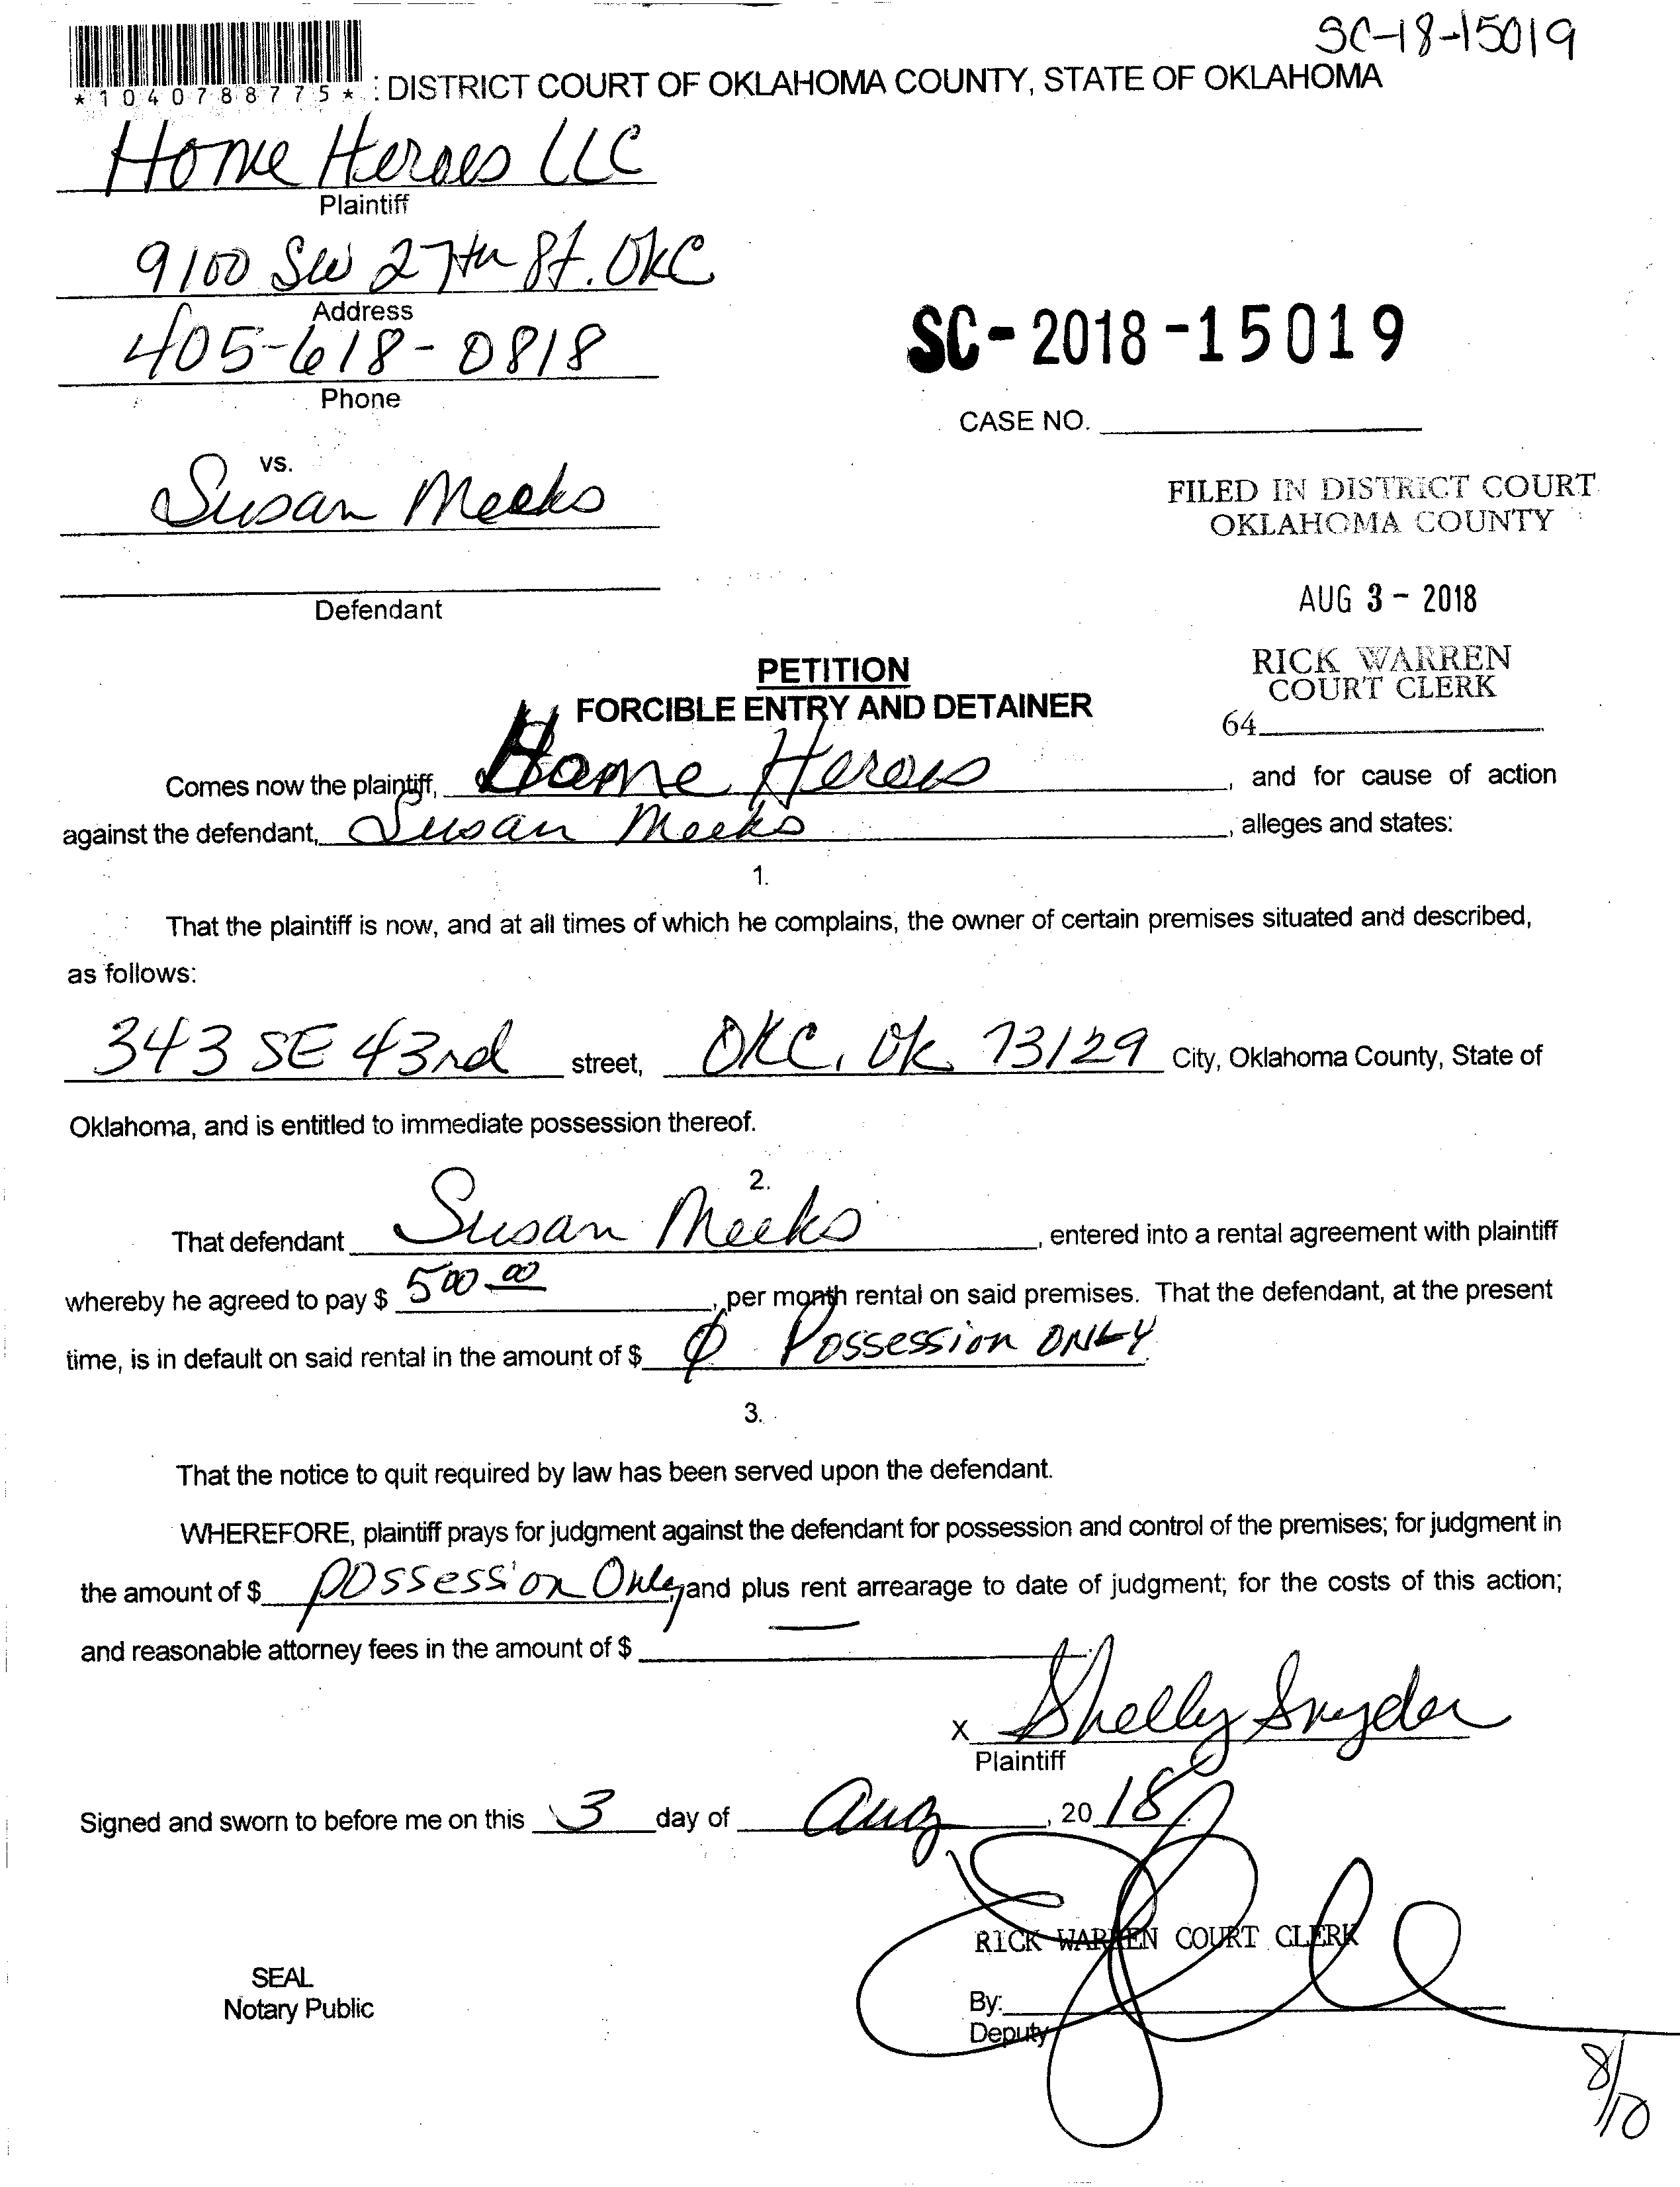 SC-18-15019
*1040788775* : DISTRICT COURT OF OKLAHOMA COUNTY, STATE OF OKLAHOMA
Home Heroes LLC
Plaintiff
9100 SW 27th St. OKC
Address
405-618-0818
Phone
SC-2018-15019
CASE NO.
vs.
Susan Meeks
Defendant
FILED IN DISTRICT COURT
OKLAHOMA COUNTY
AUG 3 - 2018
RICK WARREN
COURT CLERK
64
PETITION
FORCIBLE ENTRY AND DETAINER
Comes now the plaintiff, Home Heroes, and for cause of action
against the defendant, Susan Meeks, alleges and states:
1.
That the plaintiff is now, and at all times of which he complains, the owner of certain premises situated and described,
as follows:
343 SE 43rd street, OKC, Ok 73129 City, Oklahoma County, State of
Oklahoma, and is entitled to immediate possession thereof.
2.
That defendant Susan Meeks, entered into a rental agreement with plaintiff
whereby he agreed to pay $ 500.00, per month rental on said premises. That the defendant, at the present
time, is in default on said rental in the amount of $ Ø Possession ONLY.
3.
That the notice to quit required by law has been served upon the defendant.
WHEREFORE, plaintiff prays for judgment against the defendant for possession and control of the premises; for judgment in
the amount of $ possession Only, and plus rent arrearage to date of judgment; for the costs of this action;
and reasonable attorney fees in the amount of $
x Shelly Snyder
Plaintiff
Signed and sworn to before me on this 3 day of Aug, 2018.
RICK WARREN COURT CLERK
SEAL
Notary Public
By:
Deputy
8/10